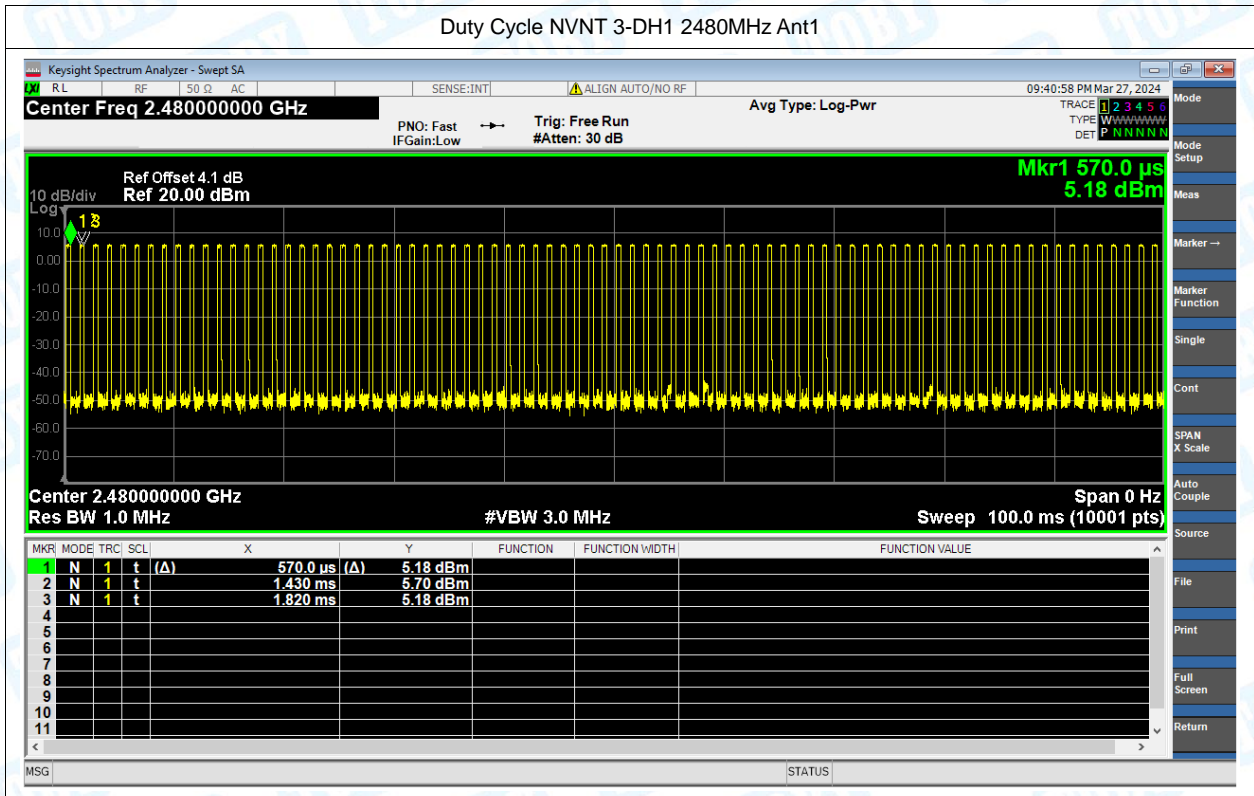 Duty Cycle NVNT 3-DH1 2480MHz Ant1
Keysight Spectrum Analyzer - Swept SA
LXI RL RF 50 Ω AC SENSE:INT ALIGN AUTO/NO RF 09:40:58 PM Mar 27, 2024
Center Freq 2.480000000 GHz
PNO: Fast
IFGain:Low
Trig: Free Run
#Atten: 30 dB
Avg Type: Log-Pwr
TRACE 1 2 3 4 5 6
TYPE WWWWWWW
DET P N N N N N
Ref Offset 4.1 dB
10 dB/div Ref 20.00 dBm
Log
Mkr1 570.0 µs
5.18 dBm
1 3
10.0
0.00
-10.0
-20.0
-30.0
-40.0
-50.0
-60.0
-70.0
Center 2.480000000 GHz Span 0 Hz
Res BW 1.0 MHz #VBW 3.0 MHz Sweep 100.0 ms (10001 pts)
MKR MODE TRC SCL X Y FUNCTION FUNCTION WIDTH FUNCTION VALUE
1 N 1 t (Δ) 570.0 µs (Δ) 5.18 dBm
2 N 1 t 1.430 ms 5.70 dBm
3 N 1 t 1.820 ms 5.18 dBm
4
5
6
7
8
9
10
11
MSG STATUS
Mode
Mode Setup
Meas
Marker →
Marker Function
Single
Cont
SPAN X Scale
Auto Couple
Source
File
Print
Full Screen
Return
TOBY